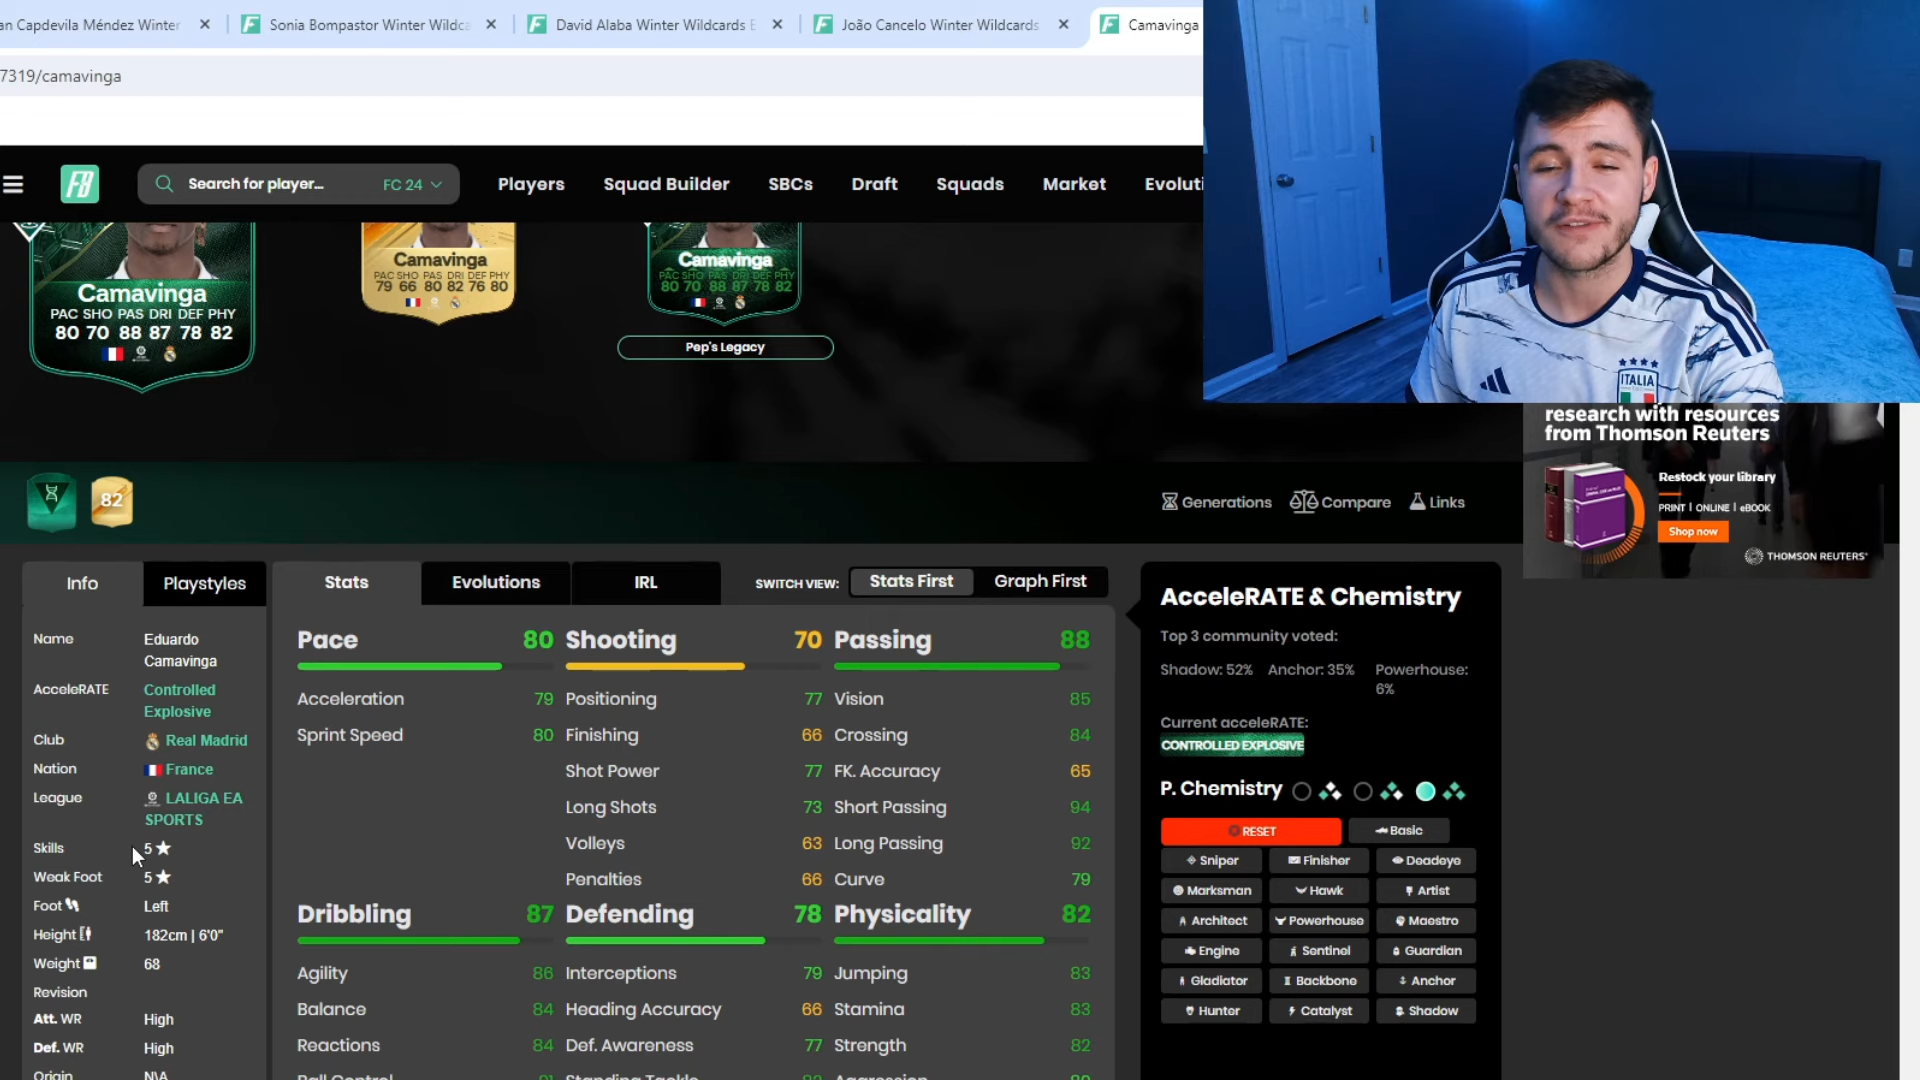 an Capdevila Méndez Winter
Sonia Bompastor Winter Wildca
David Alaba Winter Wildcards E
João Cancelo Winter Wildcards
Camavinga
7319/camavinga
F8
Search for player...
FC 24
Players
Squad Builder
SBCs
Draft
Squads
Market
Evoluti
Camavinga
PAC SHO PAS DRI DEF PHY
80 70 88 87 78 82
Camavinga
PAC SHO PAS DRI DEF PHY
79 66 80 82 76 80
Camavinga
PAC SHO PAS DRI DEF PHY
80 70 88 87 78 82
Pep's Legacy
ITALIA
research with resources
from Thomson Reuters
Restock your library
PRINT | ONLINE | eBOOK
Shop now
THOMSON REUTERS
82
Generations
Compare
Links
Info
Playstyles
Name
Eduardo
Camavinga
AcceleRATE
Controlled
Explosive
Club
Real Madrid
Nation
France
League
LALIGA EA
SPORTS
Skills
5 ★
Weak Foot
5 ★
Foot
Left
Height
182cm | 6'0"
Weight
68
Revision
Att. WR
High
Def. WR
High
Origin
N\A
Stats
Evolutions
IRL
SWITCH VIEW:
Stats First
Graph First
Pace 80
Acceleration 79
Sprint Speed 80
Shooting 70
Positioning 77
Finishing 66
Shot Power 77
Long Shots 73
Volleys 63
Penalties 66
Passing 88
Vision 85
Crossing 84
FK. Accuracy 65
Short Passing 94
Long Passing 92
Curve 79
Dribbling 87
Agility 86
Balance 84
Reactions 84
Ball Control 91
Defending 78
Interceptions 79
Heading Accuracy 66
Def. Awareness 77
Standing Tackle
Physicality 82
Jumping 83
Stamina 83
Strength 82
Aggression
AcceleRATE & Chemistry
Top 3 community voted:
Shadow: 52% Anchor: 35% Powerhouse:
6%
Current acceleRATE:
CONTROLLED EXPLOSIVE
P. Chemistry
RESET
Basic
Sniper
Finisher
Deadeye
Marksman
Hawk
Artist
Architect
Powerhouse
Maestro
Engine
Sentinel
Guardian
Gladiator
Backbone
Anchor
Hunter
Catalyst
Shadow